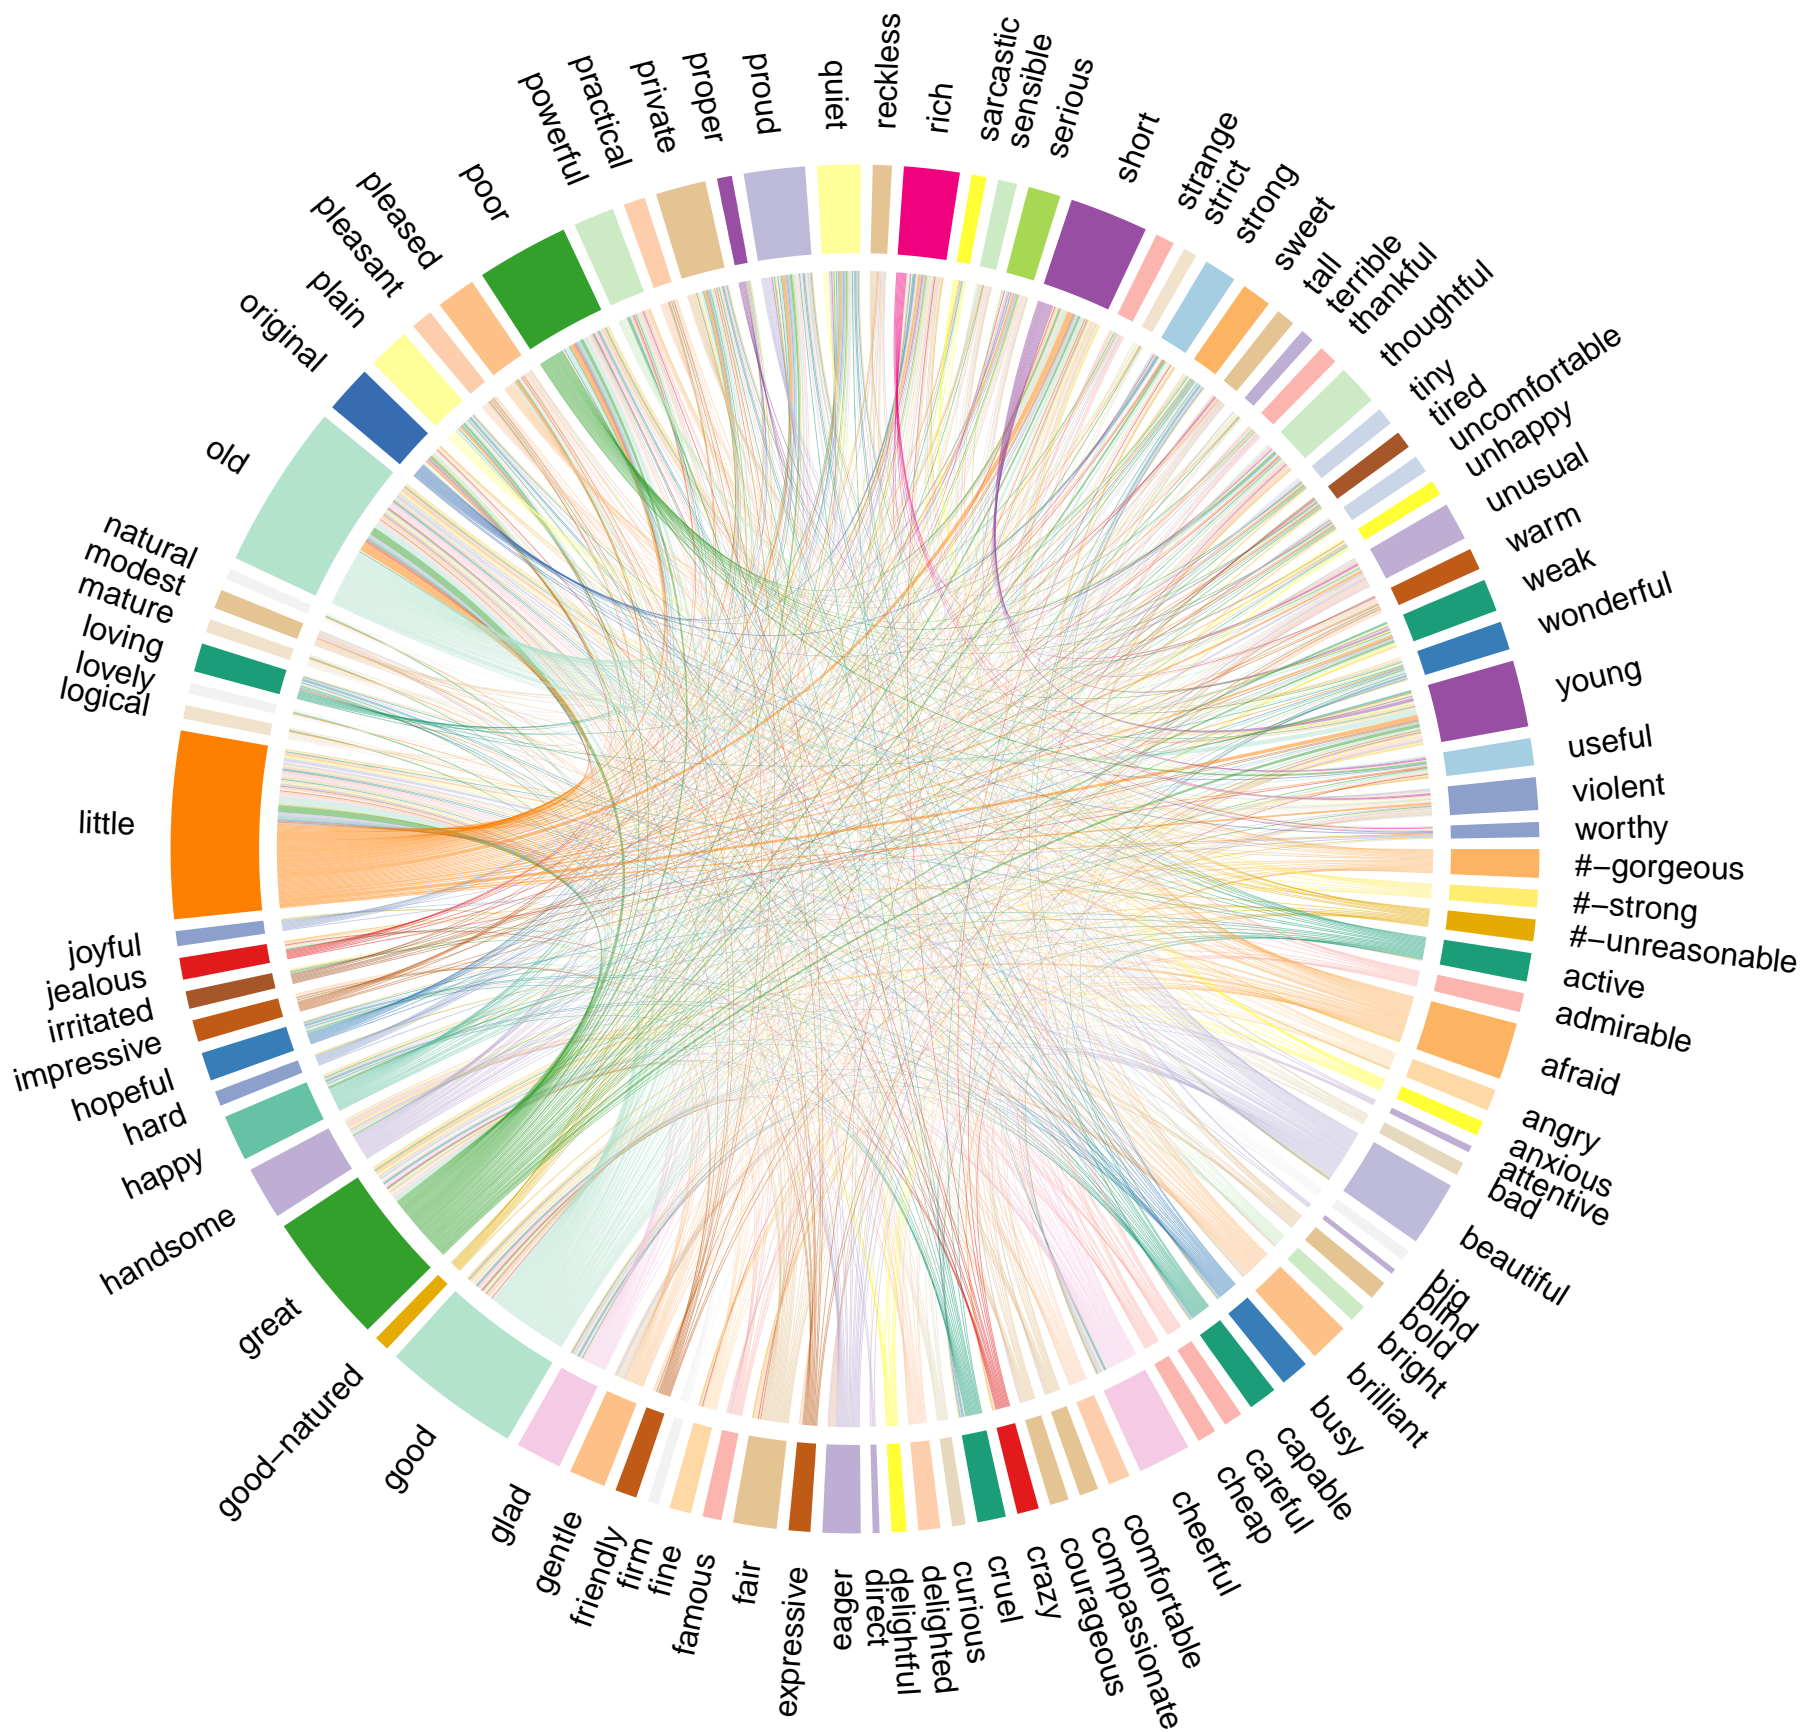 reckless
rich
sarcastic
sensible
serious
short
strange
strict
strong
sweet
tall
terrible
thankful
thoughtful
tiny
tired
uncomfortable
unhappy
unusual
warm
weak
wonderful
young
useful
violent
worthy
#−gorgeous
#−strong
#−unreasonable
active
admirable
afraid
angry
anxious
attentive
bad
beautiful
big
blind
bold
bright
brilliant
busy
capable
careful
cheap
cheerful
comfortable
compassionate
courageous
crazy
cruel
curious
delighted
delightful
direct
eager
expressive
fair
famous
fine
firm
friendly
gentle
glad
good
good−natured
great
handsome
happy
hard
hopeful
impressive
irritated
jealous
joyful
little
logical
lovely
loving
mature
modest
natural
old
original
plain
pleasant
pleased
poor
powerful
practical
private
proper
proud
quiet